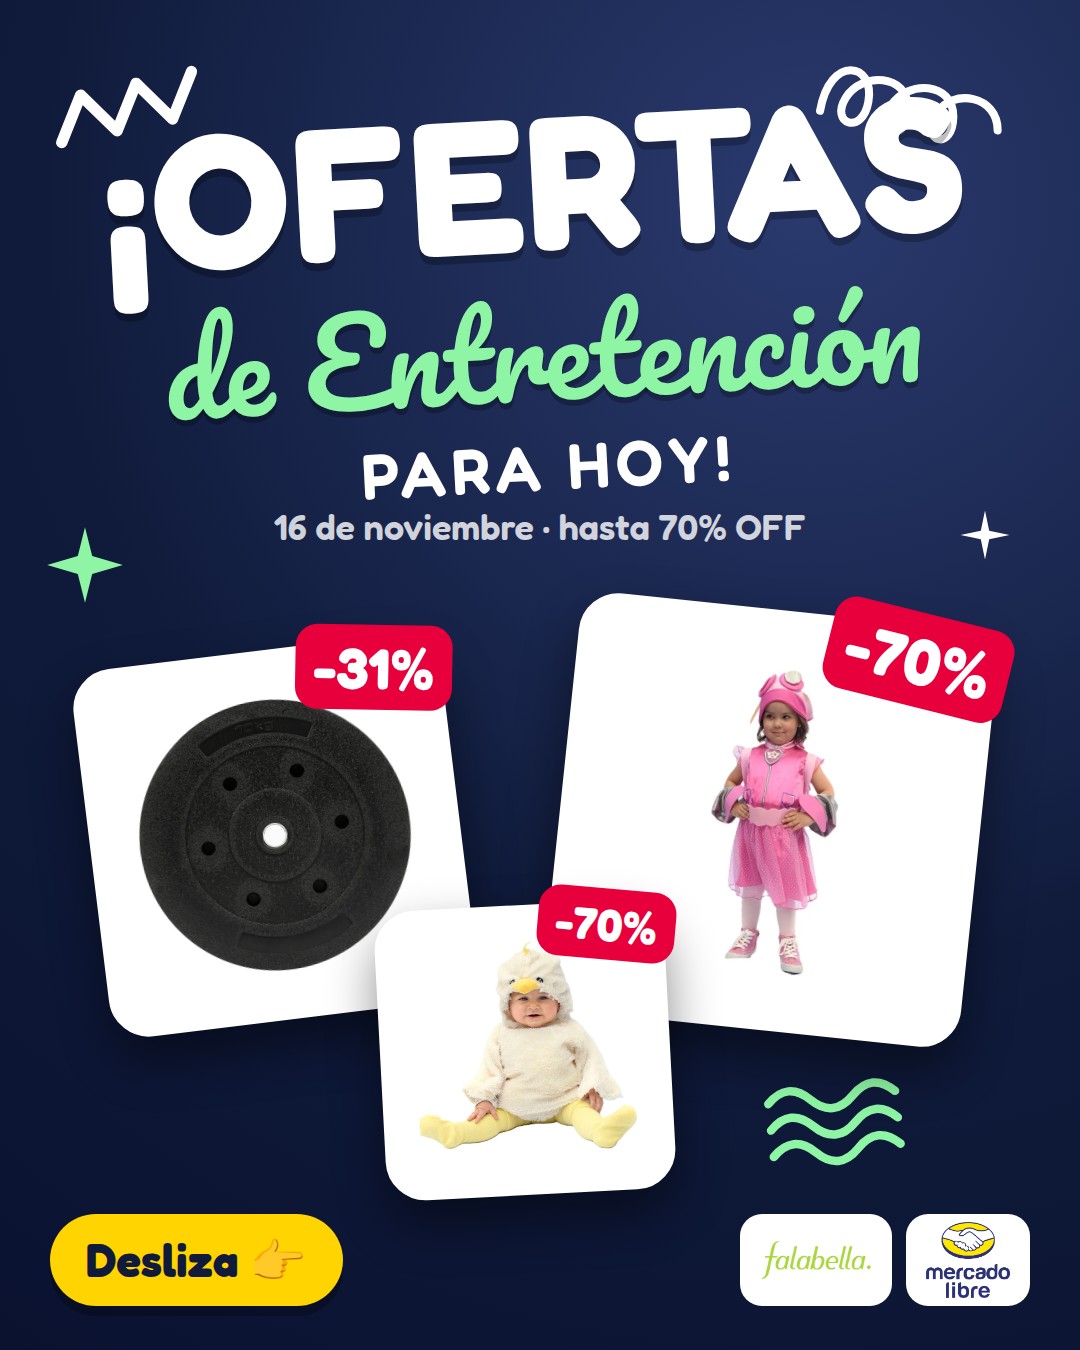 ¡OFERTAS
de Entretención
PARA HOY!
16 de noviembre · hasta 70% OFF
-31%
-70%
-70%
Desliza 👉
falabella.
mercado
libre